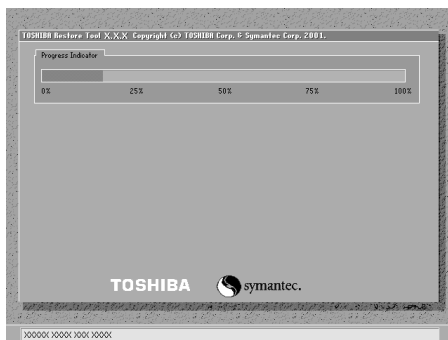 TOSHIBA Restore Tool X.X.X Copyright (c) TOSHIBA Corp. & Symantec Corp. 2001.
Progress Indicator
0% 25% 50% 75% 100%
TOSHIBA symantec.
XXXXX XXXX XXX XXXX